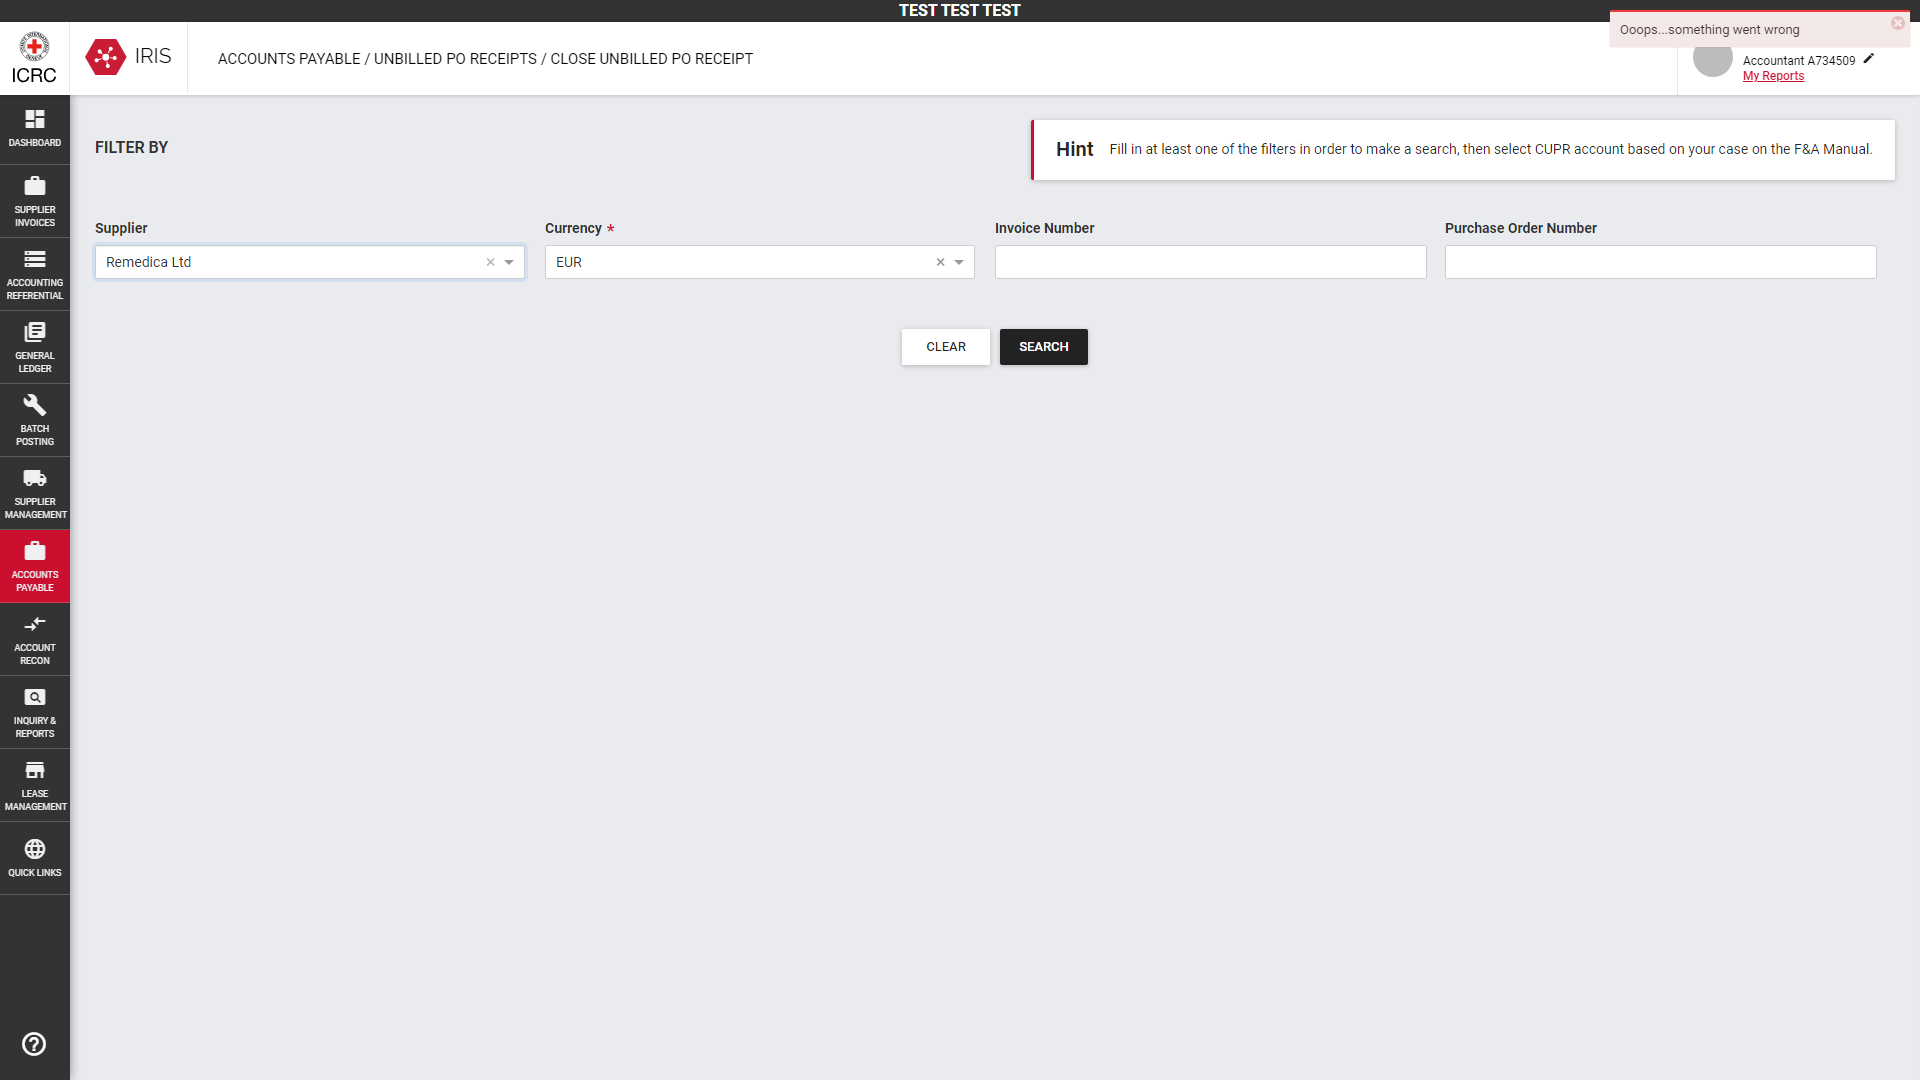 TEST TEST TEST
Ooops...something went wrong
ICRC
IRIS
ACCOUNTS PAYABLE / UNBILLED PO RECEIPTS / CLOSE UNBILLED PO RECEIPT
Accountant A734509
My Reports
DASHBOARD
SUPPLIER
INVOICES
ACCOUNTING
REFERENTIAL
GENERAL
LEDGER
BATCH
POSTING
SUPPLIER
MANAGEMENT
ACCOUNTS
PAYABLE
ACCOUNT
RECON
INQUIRY &
REPORTS
LEASE
MANAGEMENT
QUICK LINKS
FILTER BY
Hint Fill in at least one of the filters in order to make a search, then select CUPR account based on your case on the F&A Manual.
Supplier
Remedica Ltd
Currency *
EUR
Invoice Number
Purchase Order Number
CLEAR
SEARCH